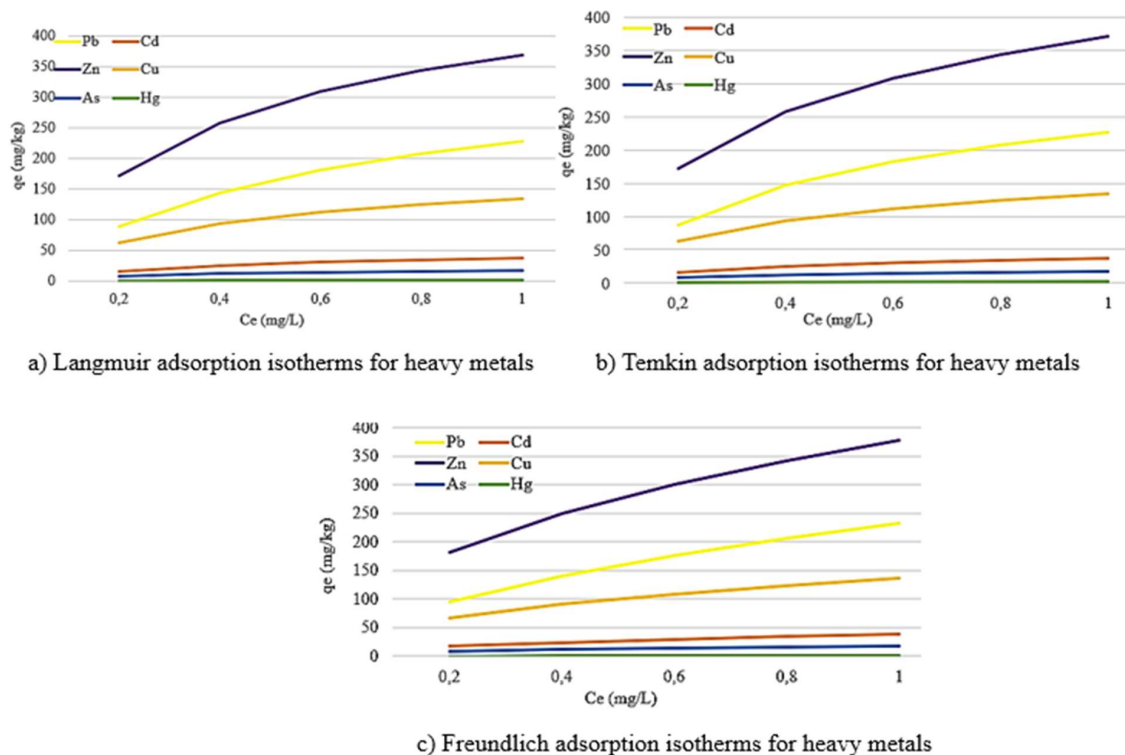 400
350
300
250
200
150
100
50
0
qe (mg/kg)
Pb Cd
Zn Cu
As Hg
0,2 0,4 0,6 0,8 1
Ce (mg/L)
a) Langmuir adsorption isotherms for heavy metals
400
350
300
250
200
150
100
50
0
qe (mg/kg)
Pb Cd
Zn Cu
As Hg
0,2 0,4 0,6 0,8 1
Ce (mg/L)
b) Temkin adsorption isotherms for heavy metals
400
350
300
250
200
150
100
50
0
qe (mg/kg)
Pb Cd
Zn Cu
As Hg
0,2 0,4 0,6 0,8 1
Ce (mg/L)
c) Freundlich adsorption isotherms for heavy metals